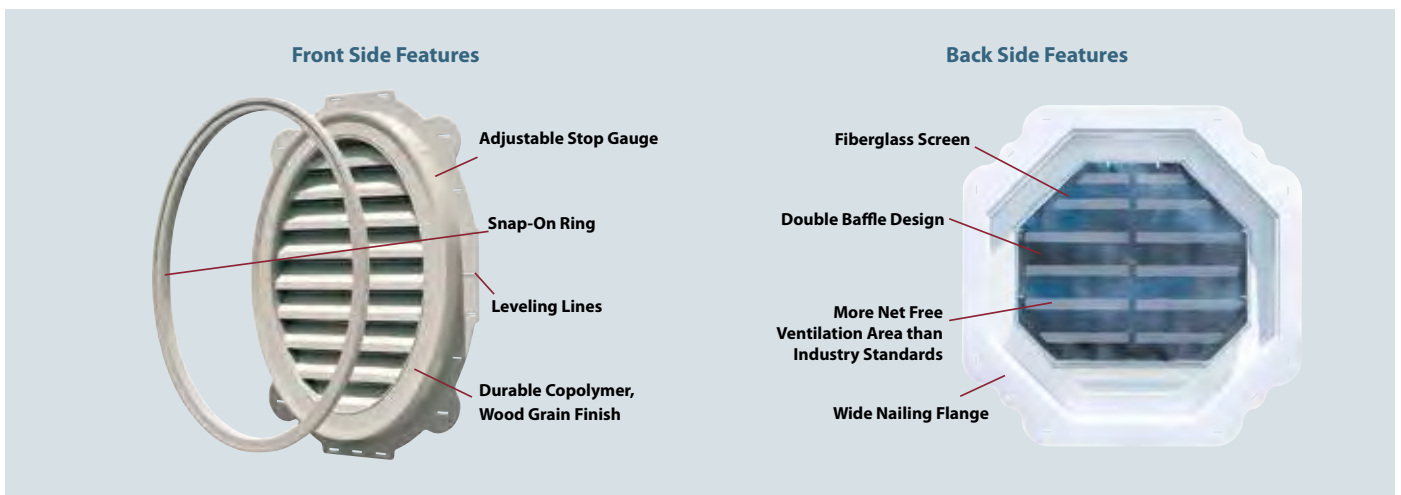 Front Side Features
Adjustable Stop Gauge
Snap-On Ring
Leveling Lines
Durable Copolymer,
Wood Grain Finish
Back Side Features
Fiberglass Screen
Double Baffle Design
More Net Free
Ventilation Area than
Industry Standards
Wide Nailing Flange